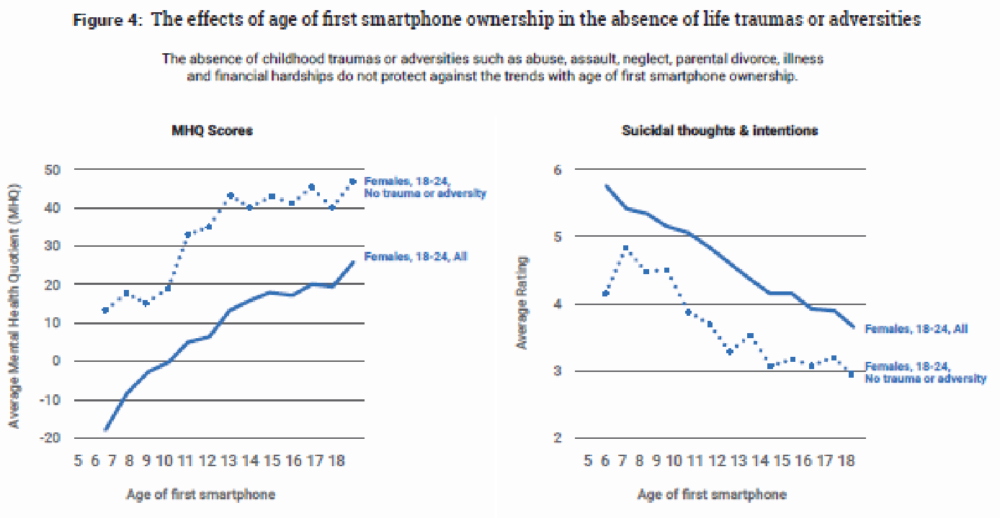 Figure 4: The effects of age of first smartphone ownership in the absence of life traumas or adversities
The absence of childhood traumas or adversities such as abuse, assault, neglect, parental divorce, illness
and financial hardships do not protect against the trends with age of first smartphone ownership.
MHQ Scores
Average Mental Health Quotient (MHQ)
50
40
30
20
10
0
-10
-20
Females, 18-24,
No trauma or adversity
Females, 18-24, All
5 6 7 8 9 10 11 12 13 14 15 16 17 18
Age of first smartphone
Suicidal thoughts & intentions
Average Rating
6
5
4
3
2
Females, 18-24, All
Females, 18-24,
No trauma or adversity
5 6 7 8 9 10 11 12 13 14 15 16 17 18
Age of first smartphone